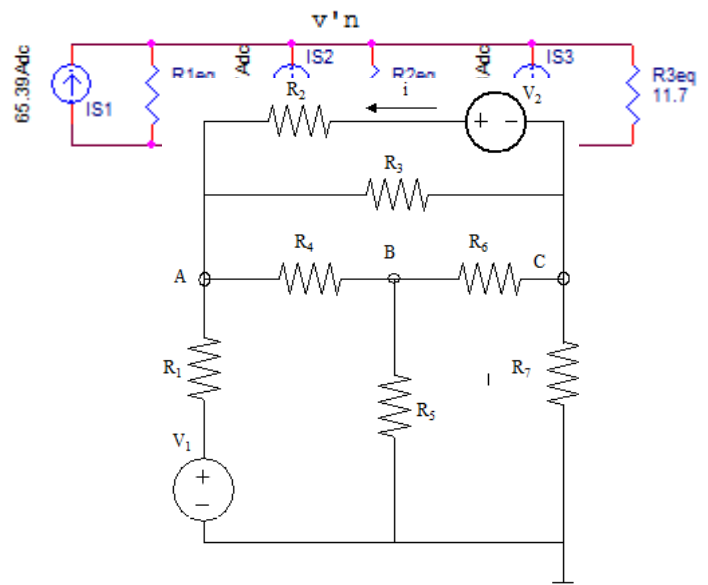 v'n
65.39Adc
IS1
R1eq
Adc
IS2
R2eq
Adc
IS3
R3eq
11.7
R2
i
V2
R3
R4
B
R6
C
A
R1
R5
R7
V1